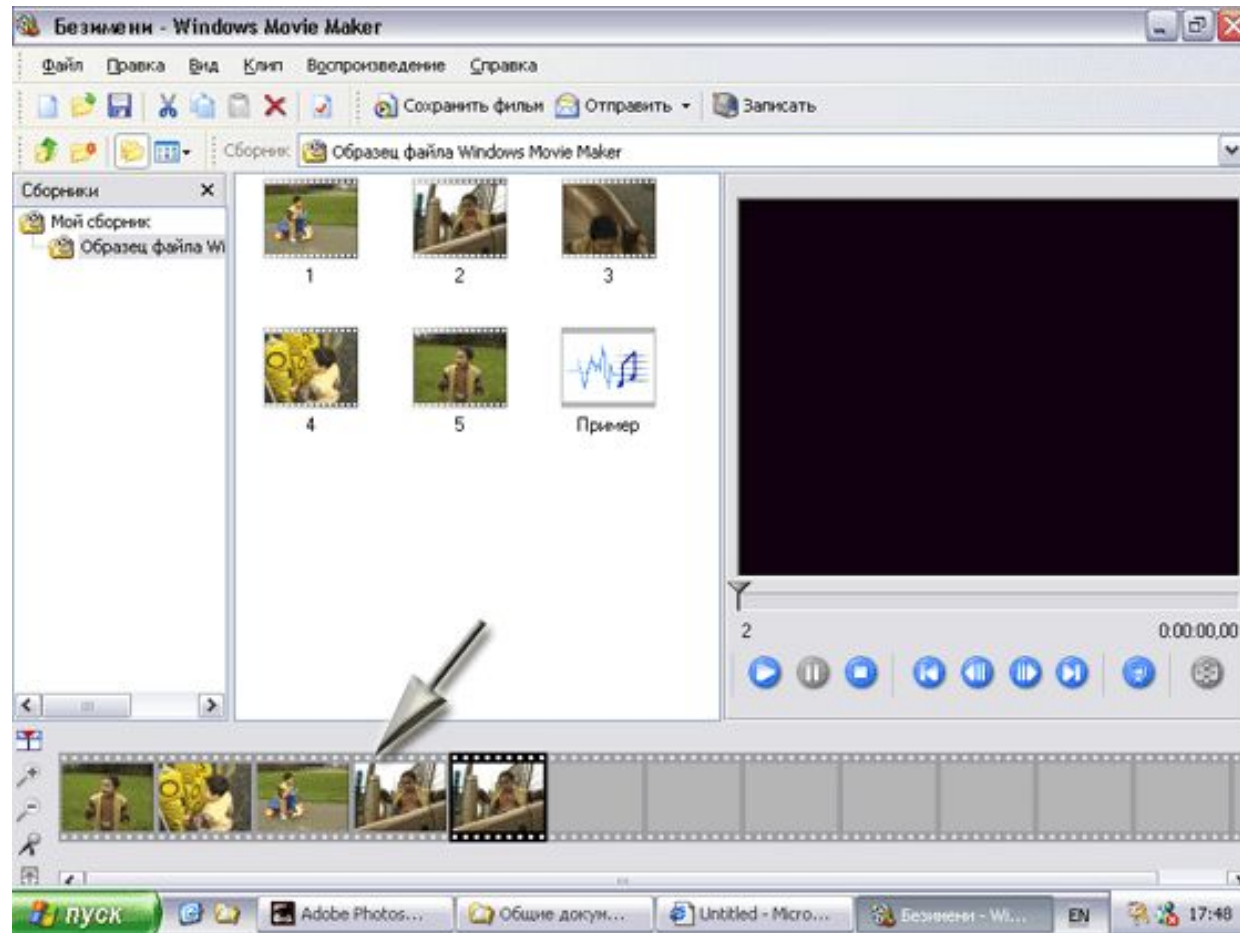 Безимени - Windows Movie Maker
Файл Правка Вид Клип Воспроизведение Справка
Сохранить фильм Отправить Записать
Сборник: Образец файла Windows Movie Maker
Сборники
Мой сборник
Образец файла Wi
1 2 3
4 5 Пример
2 0:00:00,00
пуск Adobe Photos... Общие докум... Untitled - Micro... Безимени - Wi... EN 17:48